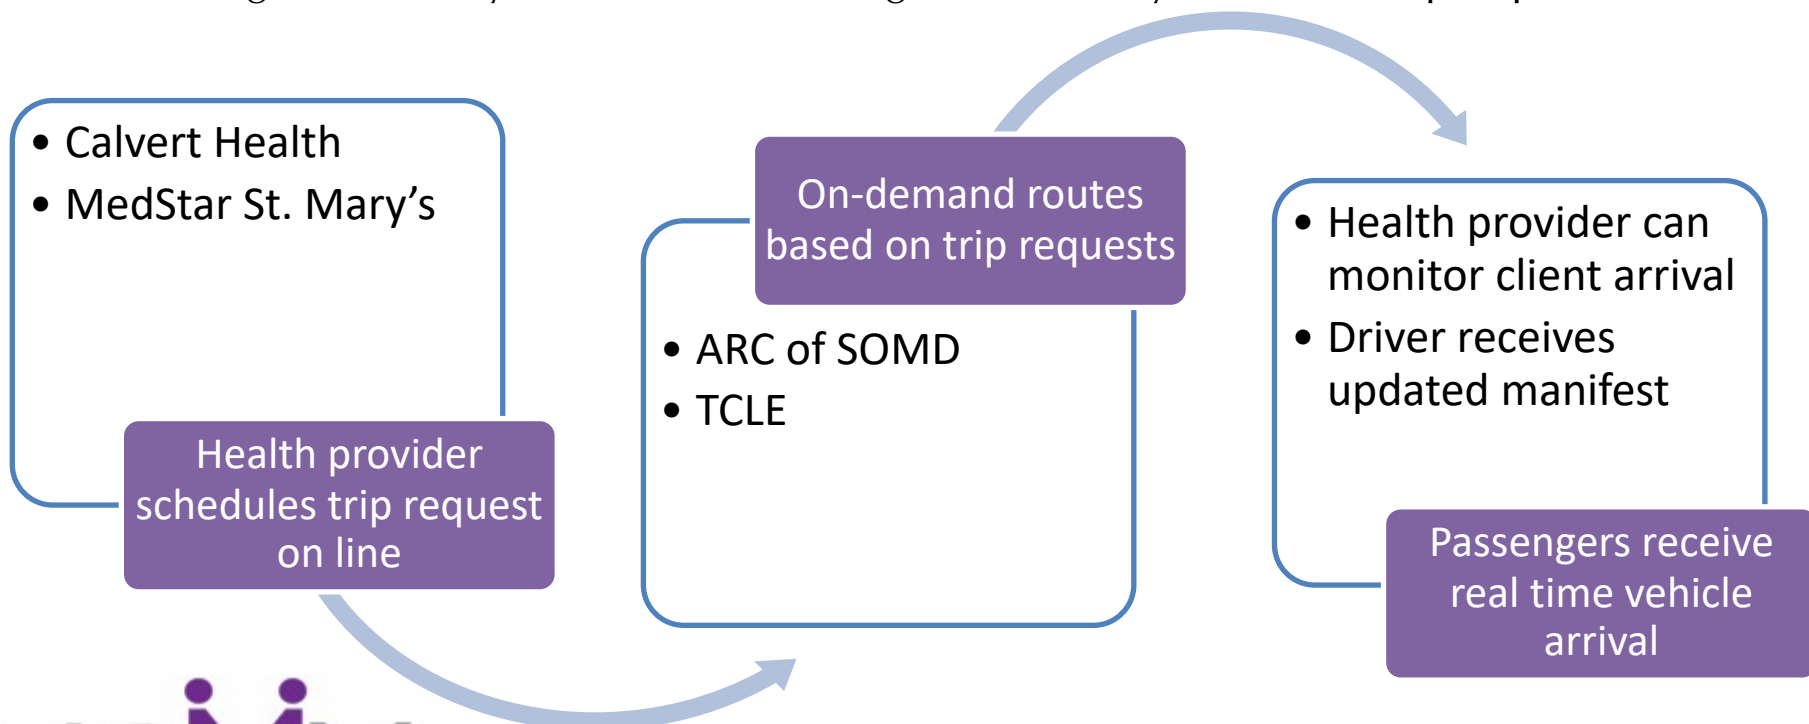 • Calvert Health
• MedStar St. Mary’s
Health provider
schedules trip request
on line
On-demand routes
based on trip requests
• ARC of SOMD
• TCLE
• Health provider can
monitor client arrival
• Driver receives
updated manifest
Passengers receive
real time vehicle
arrival